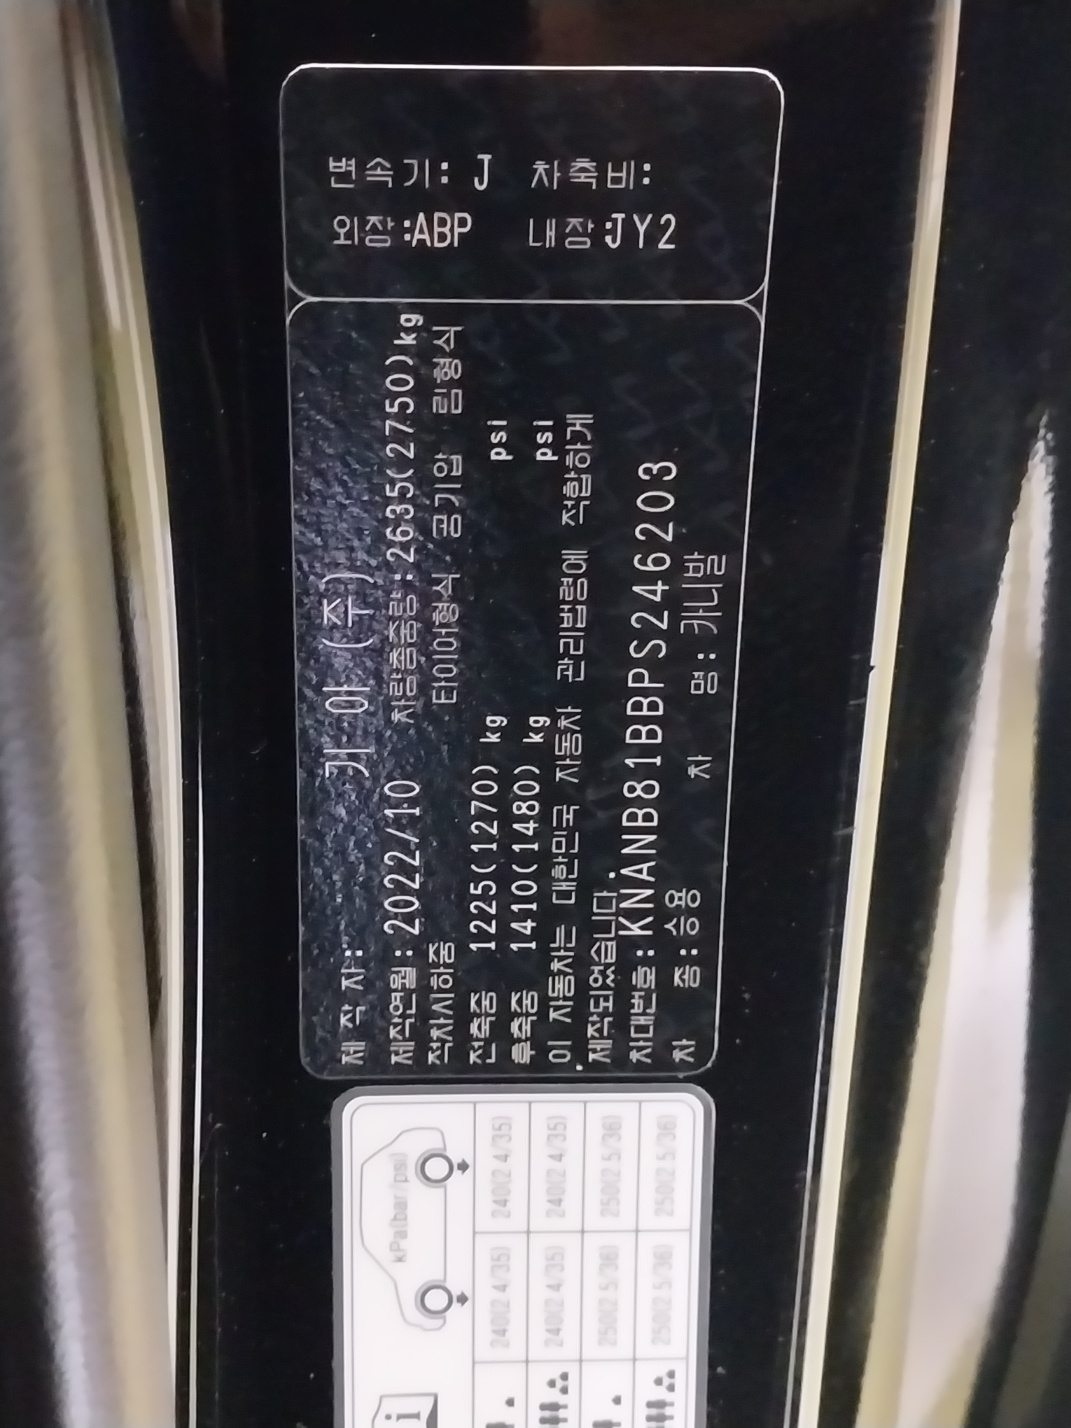 변속기: J 차축비:
외장:ABP 내장:JY2
제 작 자: 기 아 (주)
제작연월:2022/10 차량총중량:2635(2750)kg
적차시하중 타이어형식 공기압 림형식
전축중 1225(1270) kg psi
후축중 1410(1480) kg psi
이 자동차는 대한민국 자동차 관리법령에 적합하게
제작되었습니다.
차대번호:KNANB81BBPS246203
차 종:승용 차 명:카니발
kPa(bar/psi)
240(2.4/35) 240(2.4/35)
240(2.4/35) 240(2.4/35)
250(2.5/36) 250(2.5/36)
250(2.5/36) 250(2.5/36)
i